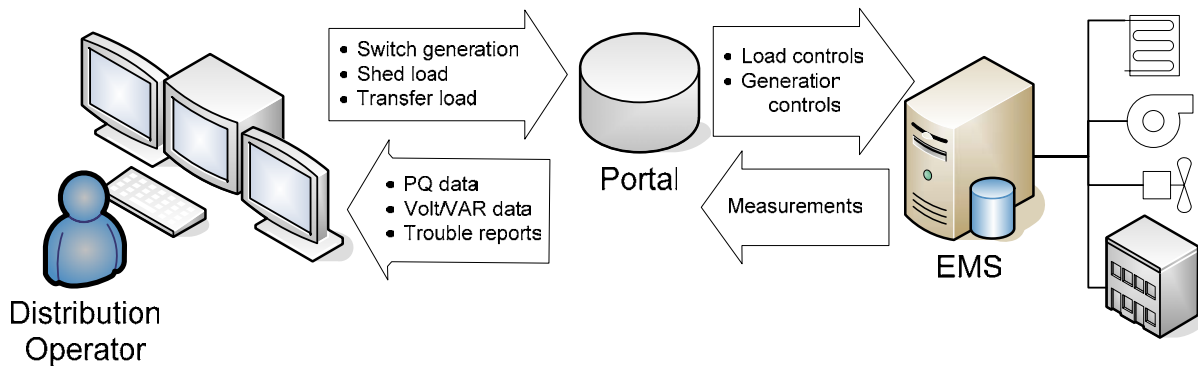 • Switch generation
• Shed load
• Transfer load
• PQ data
• Volt/VAR data
• Trouble reports
Distribution
Operator
Portal
• Load controls
• Generation
controls
Measurements
EMS